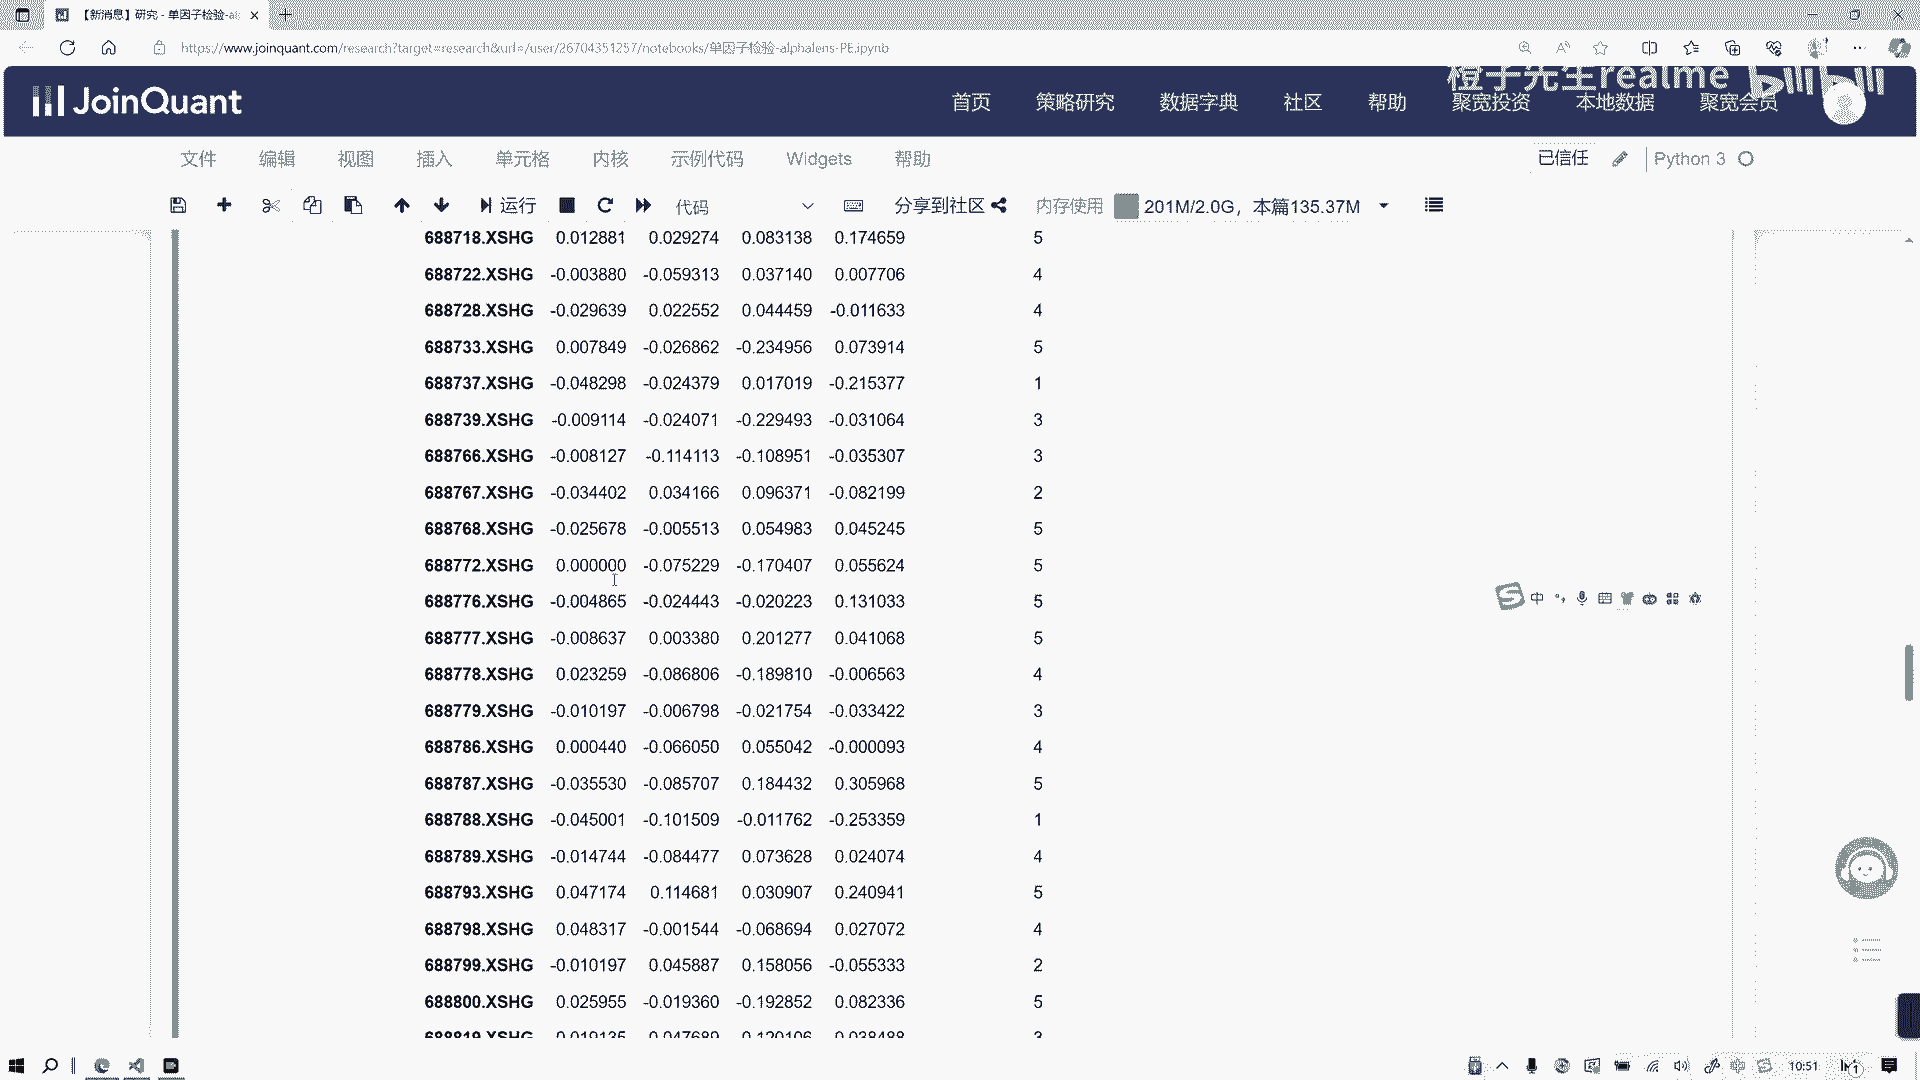 【新消息】研究 - 单因子检验-al
https://www.joinquant.com/research?target=research&url=/user/26704351257/notebooks/单因子检验-alphalens-PE.ipynb
橙子先生realme bilibili
JoinQuant 首页 策略研究 数据字典 社区 帮助 聚宽投资 本地数据 聚宽会员
文件 编辑 视图 插入 单元格 内核 示例代码 Widgets 帮助 已信任 Python 3
运行 代码 分享到社区 内存使用 201M/2.0G，本篇135.37M
688718.XSHG 0.012881 0.029274 0.083138 0.174659 5
688722.XSHG -0.003880 -0.059313 0.037140 0.007706 4
688728.XSHG -0.029639 0.022552 0.044459 -0.011633 4
688733.XSHG 0.007849 -0.026862 -0.234956 0.073914 5
688737.XSHG -0.048298 -0.024379 0.017019 -0.215377 1
688739.XSHG -0.009114 -0.024071 -0.229493 -0.031064 3
688766.XSHG -0.008127 -0.114113 -0.108951 -0.035307 3
688767.XSHG -0.034402 0.034166 0.096371 -0.082199 2
688768.XSHG -0.025678 -0.005513 0.054983 0.045245 5
688772.XSHG 0.000000 -0.075229 -0.170407 0.055624 5
688776.XSHG -0.004865 -0.024443 -0.020223 0.131033 5
688777.XSHG -0.008637 0.003380 0.201277 0.041068 5
688778.XSHG 0.023259 -0.086806 -0.189810 -0.006563 4
688779.XSHG -0.010197 -0.006798 -0.021754 -0.033422 3
688786.XSHG 0.000440 -0.066050 0.055042 -0.000093 4
688787.XSHG -0.035530 -0.085707 0.184432 0.305968 5
688788.XSHG -0.045001 -0.101509 -0.011762 -0.253359 1
688789.XSHG -0.014744 -0.084477 0.073628 0.024074 4
688793.XSHG 0.047174 0.114681 0.030907 0.240941 5
688798.XSHG 0.048317 -0.001544 -0.068694 0.027072 4
688799.XSHG -0.010197 0.045887 0.158056 -0.055333 2
688800.XSHG 0.025955 -0.019360 -0.192852 0.082336 5
688819.XSHG 0.019135 0.047689 0.120106 0.038488 3
中
10:51